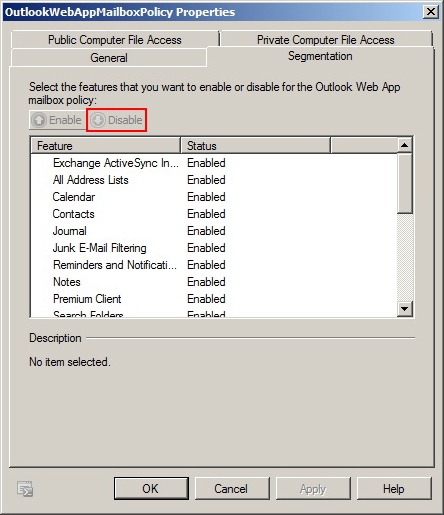 OutlookWebAppMailboxPolicy Properties
Public Computer File Access Private Computer File Access
General Segmentation
Select the features that you want to enable or disable for the Outlook Web App
mailbox policy:
Enable Disable
Feature Status
Exchange ActiveSync In... Enabled
All Address Lists Enabled
Calendar Enabled
Contacts Enabled
Journal Enabled
Junk E-Mail Filtering Enabled
Reminders and Notificati... Enabled
Notes Enabled
Premium Client Enabled
Search Folders Enabled
Description
No item selected.
OK Cancel Apply Help